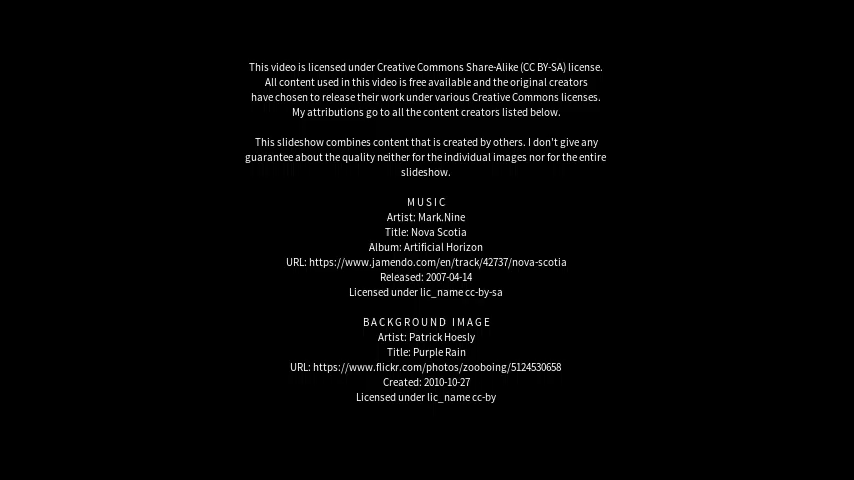 This video is licensed under Creative Commons Share-Alike (CC BY-SA) license.
All content used in this video is free available and the original creators
have chosen to release their work under various Creative Commons licenses.
My attributions go to all the content creators listed below.
This slideshow combines content that is created by others. I don't give any
guarantee about the quality neither for the individual images nor for the entire
slideshow.
MUSIC
Artist: Mark.Nine
Title: Nova Scotia
Album: Artificial Horizon
URL: https://www.jamendo.com/en/track/42737/nova-scotia
Released: 2007-04-14
Licensed under lic_name cc-by-sa
BACKGROUND IMAGE
Artist: Patrick Hoesly
Title: Purple Rain
URL: https://www.flickr.com/photos/zooboing/5124530658
Created: 2010-10-27
Licensed under lic_name cc-by